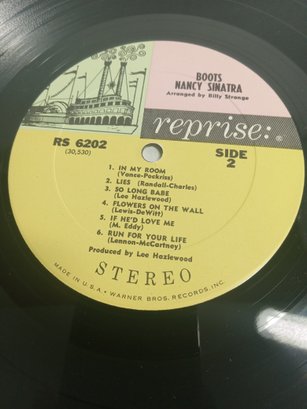 BOOTS
NANCY SINATRA
Arranged by Billy Strange
reprise:
RS 6202
(30,530)
SIDE
2
1. IN MY ROOM
(Vance-Pockriss)
2. LIES (Randall-Charles)
3. SO LONG BABE
(Lee Hazlewood)
4. FLOWERS ON THE WALL
(Lewis-DeWitt)
5. IF HE'D LOVE ME
(M. Eddy)
6. RUN FOR YOUR LIFE
(Lennon-McCartney)
Produced by Lee Hazlewood
STEREO
MADE IN U.S.A. • WARNER BROS. RECORDS, INC.